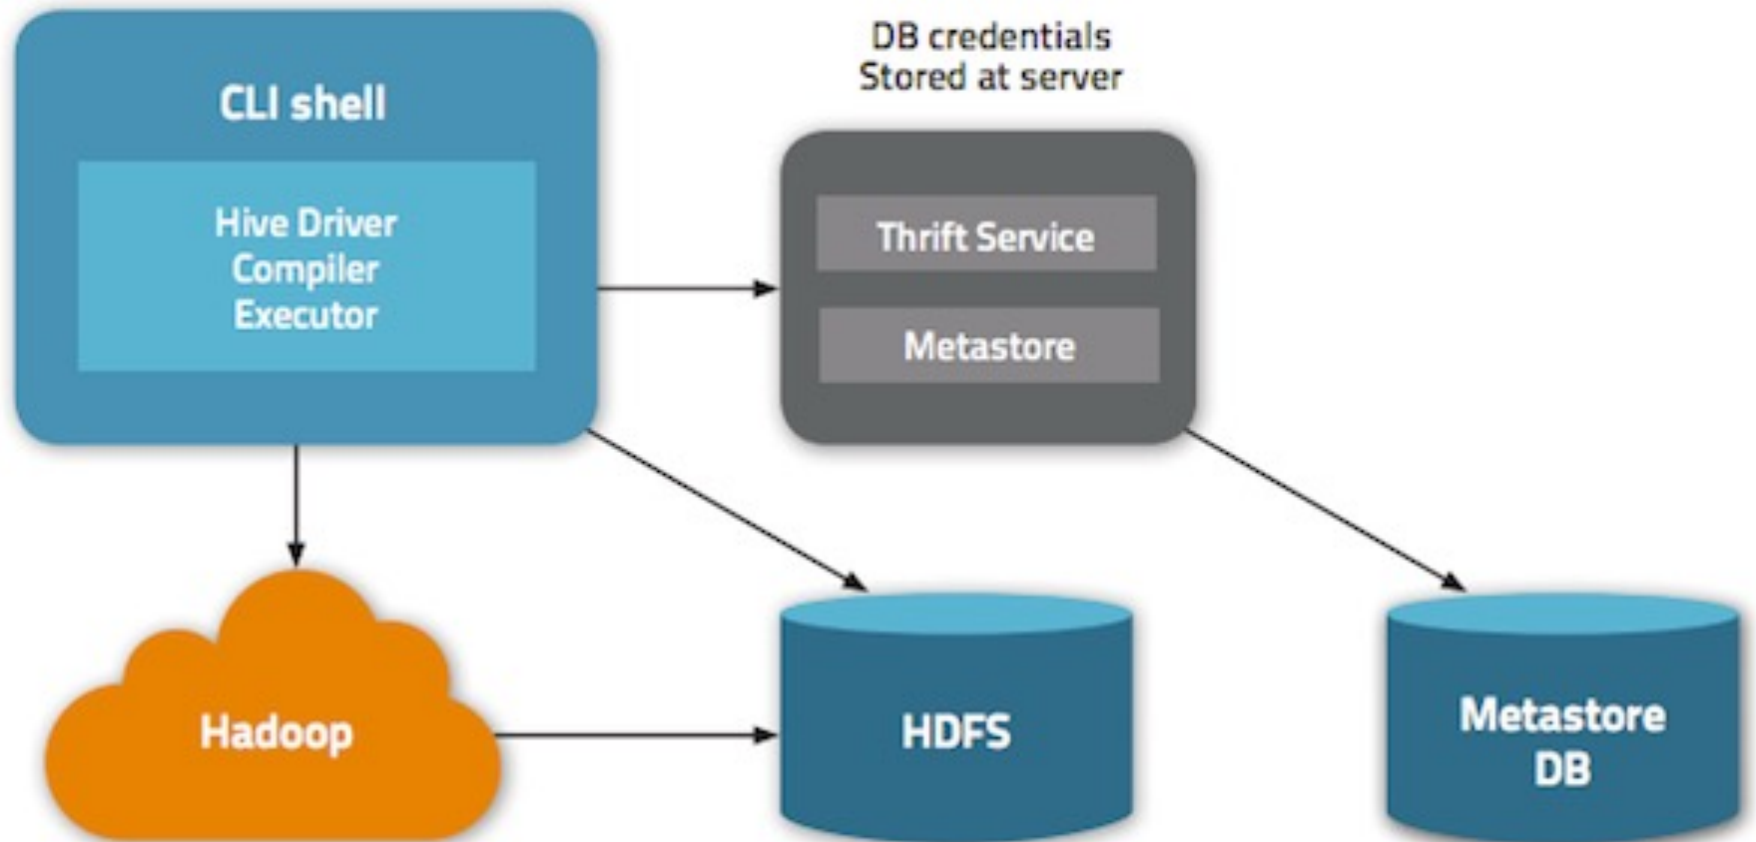 CLI shell
Hive Driver
Compiler
Executor
DB credentials
Stored at server
Thrift Service
Metastore
Hadoop
HDFS
Metastore
DB